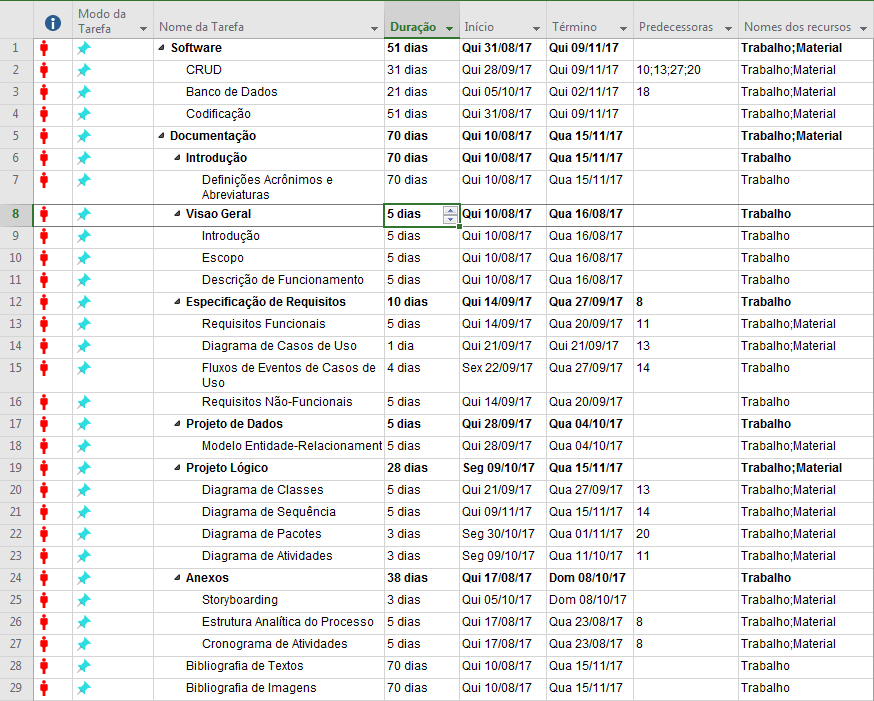 Modo da Tarefa Nome da Tarefa Duração Início Término Predecessoras Nomes dos recursos
1 Software 51 dias Qui 31/08/17 Qui 09/11/17 Trabalho;Material
2 CRUD 31 dias Qui 28/09/17 Qui 09/11/17 10;13;27;20 Trabalho;Material
3 Banco de Dados 21 dias Qui 05/10/17 Qui 02/11/17 18 Trabalho;Material
4 Codificação 51 dias Qui 31/08/17 Qui 09/11/17 Trabalho;Material
5 Documentação 70 dias Qui 10/08/17 Qua 15/11/17 Trabalho;Material
6 Introdução 70 dias Qui 10/08/17 Qua 15/11/17 Trabalho
7 Definições Acrônimos e 70 dias Qui 10/08/17 Qua 15/11/17 Trabalho
Abreviaturas
8 Visao Geral 5 dias Qui 10/08/17 Qua 16/08/17 Trabalho
9 Introdução 5 dias Qui 10/08/17 Qua 16/08/17 Trabalho
10 Escopo 5 dias Qui 10/08/17 Qua 16/08/17 Trabalho
11 Descrição de Funcionamento 5 dias Qui 10/08/17 Qua 16/08/17 Trabalho
12 Especificação de Requisitos 10 dias Qui 14/09/17 Qua 27/09/17 8 Trabalho
13 Requisitos Funcionais 5 dias Qui 14/09/17 Qua 20/09/17 11 Trabalho;Material
14 Diagrama de Casos de Uso 1 dia Qui 21/09/17 Qui 21/09/17 13 Trabalho;Material
15 Fluxos de Eventos de Casos de 4 dias Sex 22/09/17 Qua 27/09/17 14 Trabalho;Material
Uso
16 Requisitos Não-Funcionais 5 dias Qui 14/09/17 Qua 20/09/17 Trabalho;Material
17 Projeto de Dados 5 dias Qui 28/09/17 Qua 04/10/17 Trabalho
18 Modelo Entidade-Relacionament 5 dias Qui 28/09/17 Qua 04/10/17 Trabalho;Material
19 Projeto Lógico 28 dias Seg 09/10/17 Qua 15/11/17 Trabalho;Material
20 Diagrama de Classes 5 dias Qui 21/09/17 Qua 27/09/17 13 Trabalho;Material
21 Diagrama de Sequência 5 dias Qui 09/11/17 Qua 15/11/17 14 Trabalho;Material
22 Diagrama de Pacotes 3 dias Seg 30/10/17 Qua 01/11/17 20 Trabalho;Material
23 Diagrama de Atividades 3 dias Seg 09/10/17 Qua 11/10/17 11 Trabalho;Material
24 Anexos 38 dias Qui 17/08/17 Dom 08/10/17 Trabalho
25 Storyboarding 3 dias Qui 05/10/17 Dom 08/10/17 Trabalho;Material
26 Estrutura Analítica do Processo 5 dias Qui 17/08/17 Qua 23/08/17 8 Trabalho;Material
27 Cronograma de Atividades 5 dias Qui 17/08/17 Qua 23/08/17 8 Trabalho;Material
28 Bibliografia de Textos 70 dias Qui 10/08/17 Qua 15/11/17 Trabalho
29 Bibliografia de Imagens 70 dias Qui 10/08/17 Qua 15/11/17 Trabalho